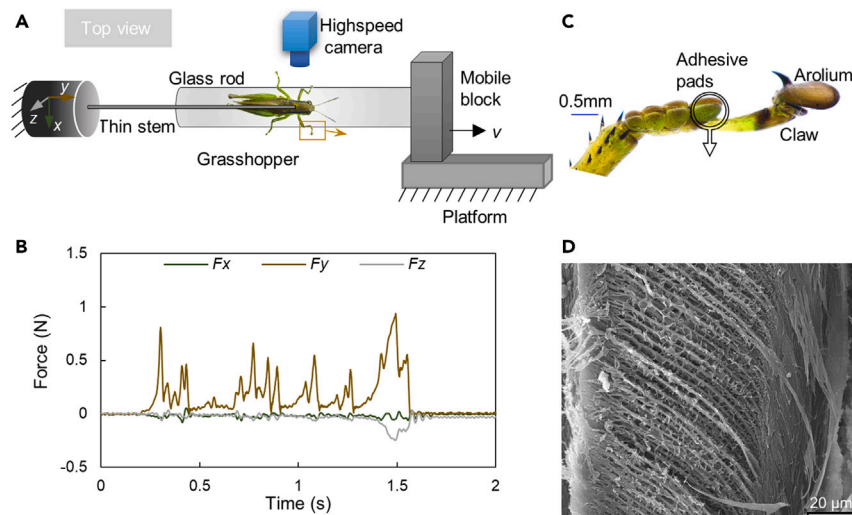 A
Top view
Highspeed
camera
Glass rod
Mobile
block
y
z
x
Thin stem
v
Grasshopper
Platform
B
Fx
Fy
Fz
1.5
1
0.5
0
-0.5
Force (N)
0
0.5
1
1.5
2
Time (s)
C
Adhesive
pads
Arolium
0.5mm
Claw
D
20 µm